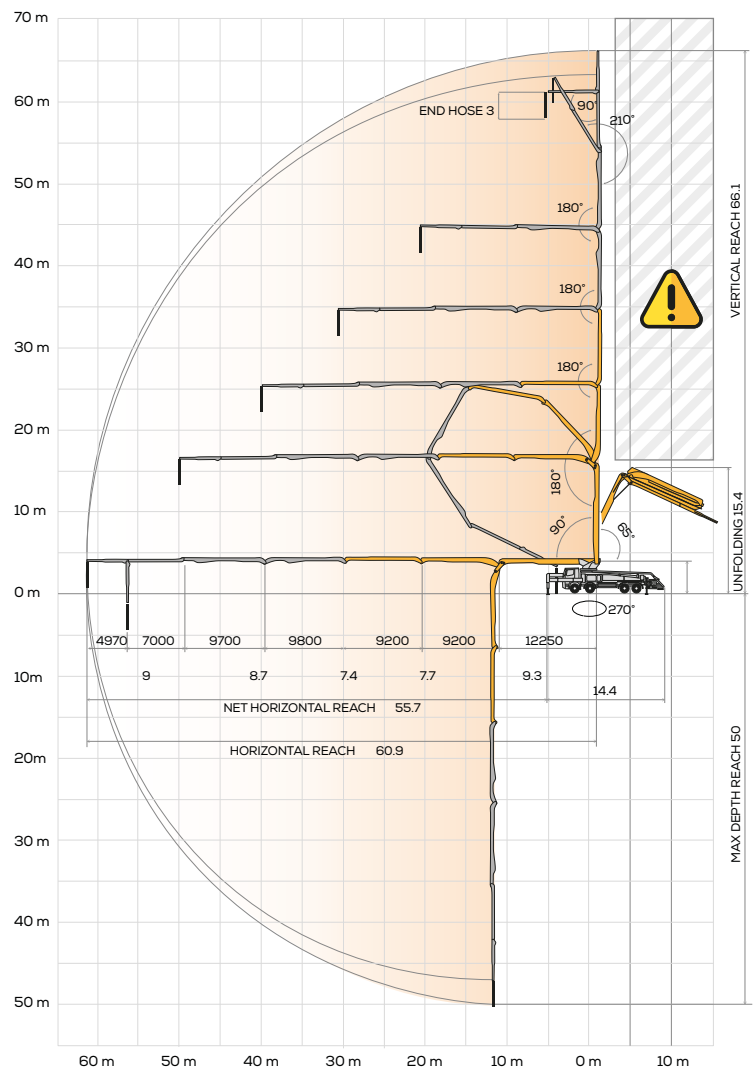 70 m
60 m
END HOSE 3
90°
210°
50 m
180°
VERTICAL REACH 66.1
40 m
180°
30 m
180°
20 m
180°
10 m
90°
65°
UNFOLDING 15.4
0 m
270°
4970 7000 9700 9800 9200 9200 12250
10m
9 8.7 7.4 7.7 9.3
14.4
NET HORIZONTAL REACH 55.7
HORIZONTAL REACH 60.9
20m
MAX DEPTH REACH 50
30 m
40 m
50 m
60 m 50 m 40 m 30 m 20 m 10 m 0 m 10 m